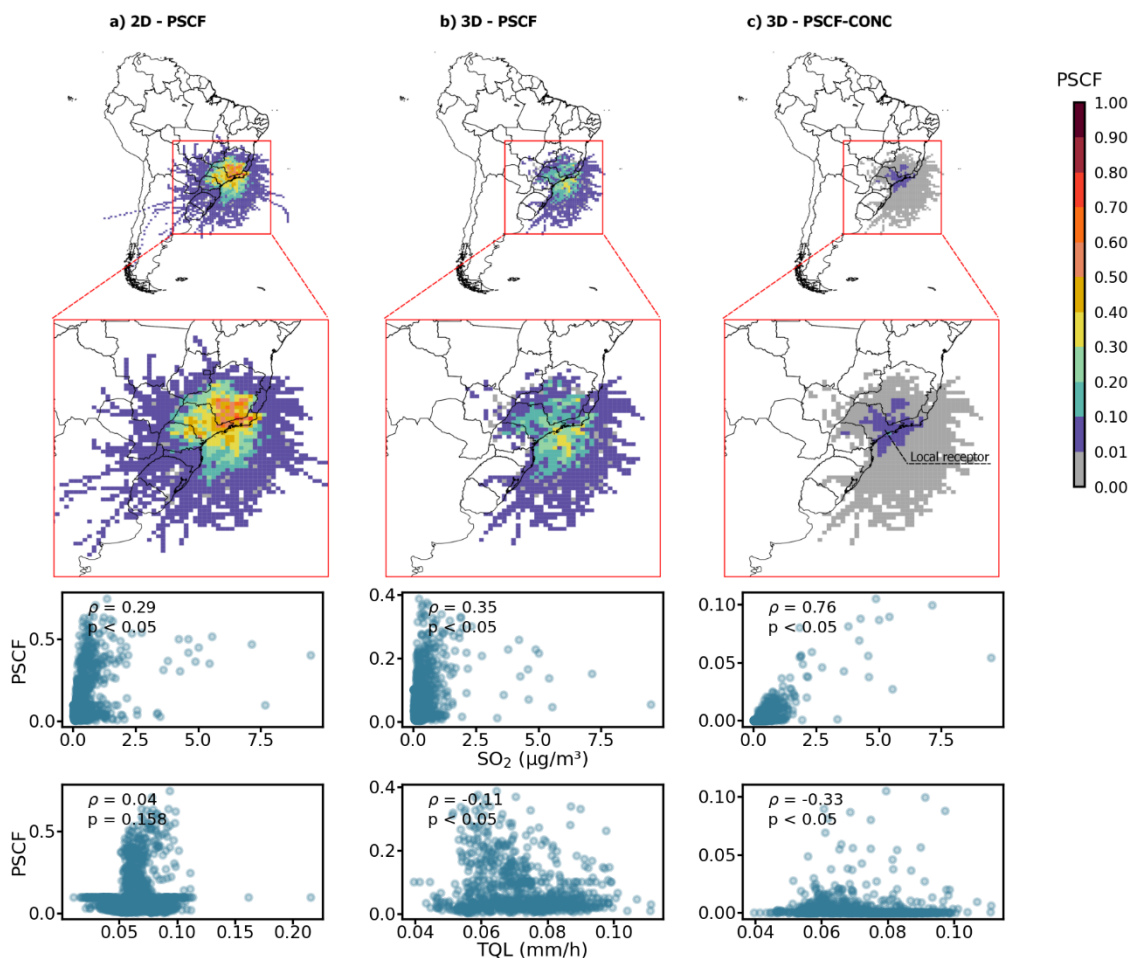 a) 2D - PSCF
b) 3D - PSCF
c) 3D - PSCF-CONC
PSCF
1.00
0.90
0.80
0.70
0.60
0.50
0.40
0.30
0.20
0.10
0.01
0.00
Local receptor
PSCF
0.5
0.0
ρ = 0.29
p < 0.05
0.0 2.5 5.0 7.5
0.4
0.2
0.0
ρ = 0.35
p < 0.05
0.0 2.5 5.0 7.5
SO₂ (μg/m³)
0.10
0.05
0.00
ρ = 0.76
p < 0.05
0.0 2.5 5.0 7.5
PSCF
0.5
0.0
ρ = 0.04
p = 0.158
0.05 0.10 0.15 0.20
0.4
0.2
0.0
ρ = -0.11
p < 0.05
0.04 0.06 0.08 0.10
TQL (mm/h)
0.10
0.05
0.00
ρ = -0.33
p < 0.05
0.04 0.06 0.08 0.10